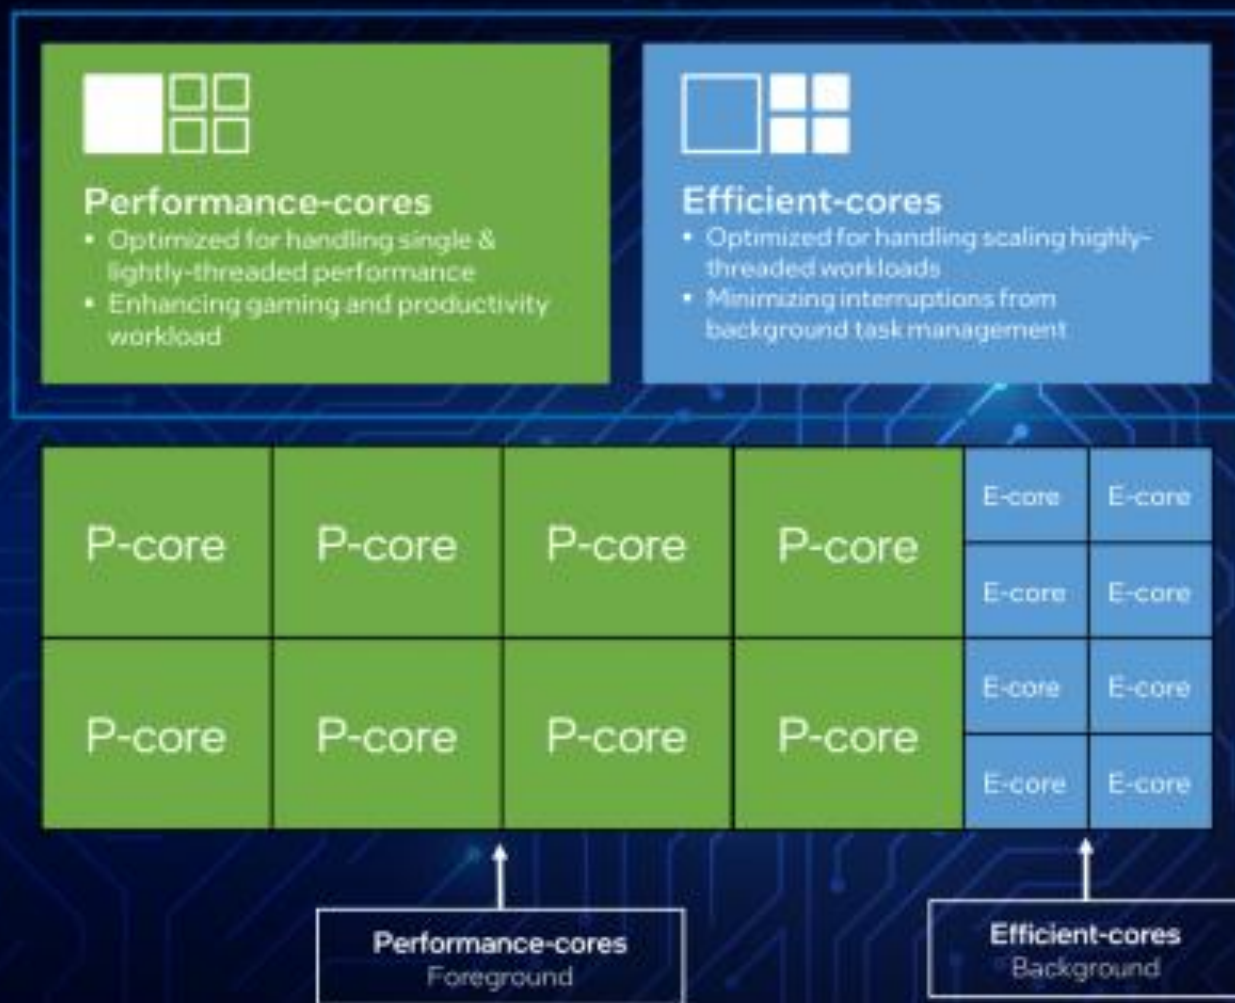 Performance-cores
▪ Optimized for handling single &
lightly-threaded performance
▪ Enhancing gaming and productivity
workload
Efficient-cores
▪ Optimized for handling scaling highly-
threaded workloads
▪ Minimizing interruptions from
background task management
P-core P-core P-core P-core
P-core P-core P-core P-core
E-core E-core
E-core E-core
E-core E-core
E-core E-core
Performance-cores
Foreground
Efficient-cores
Background